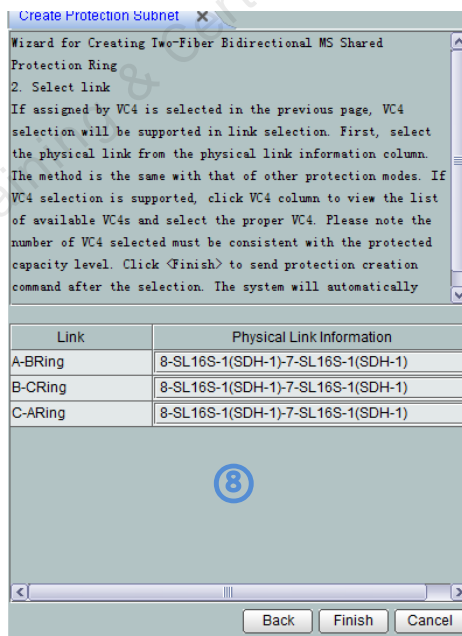 Create Protection Subnet X
Wizard for Creating Two-Fiber Bidirectional MS Shared
Protection Ring
2. Select link
If assigned by VC4 is selected in the previous page, VC4
selection will be supported in link selection. First, select
the physical link from the physical link information column.
The method is the same with that of other protection modes. If
VC4 selection is supported, click VC4 column to view the list
of available VC4s and select the proper VC4. Please note the
number of VC4 selected must be consistent with the protected
capacity level. Click <Finish> to send protection creation
command after the selection. The system will automatically
Link Physical Link Information
A-BRing 8-SL16S-1(SDH-1)-7-SL16S-1(SDH-1)
B-CRing 8-SL16S-1(SDH-1)-7-SL16S-1(SDH-1)
C-ARing 8-SL16S-1(SDH-1)-7-SL16S-1(SDH-1)
⑧
Back Finish Cancel